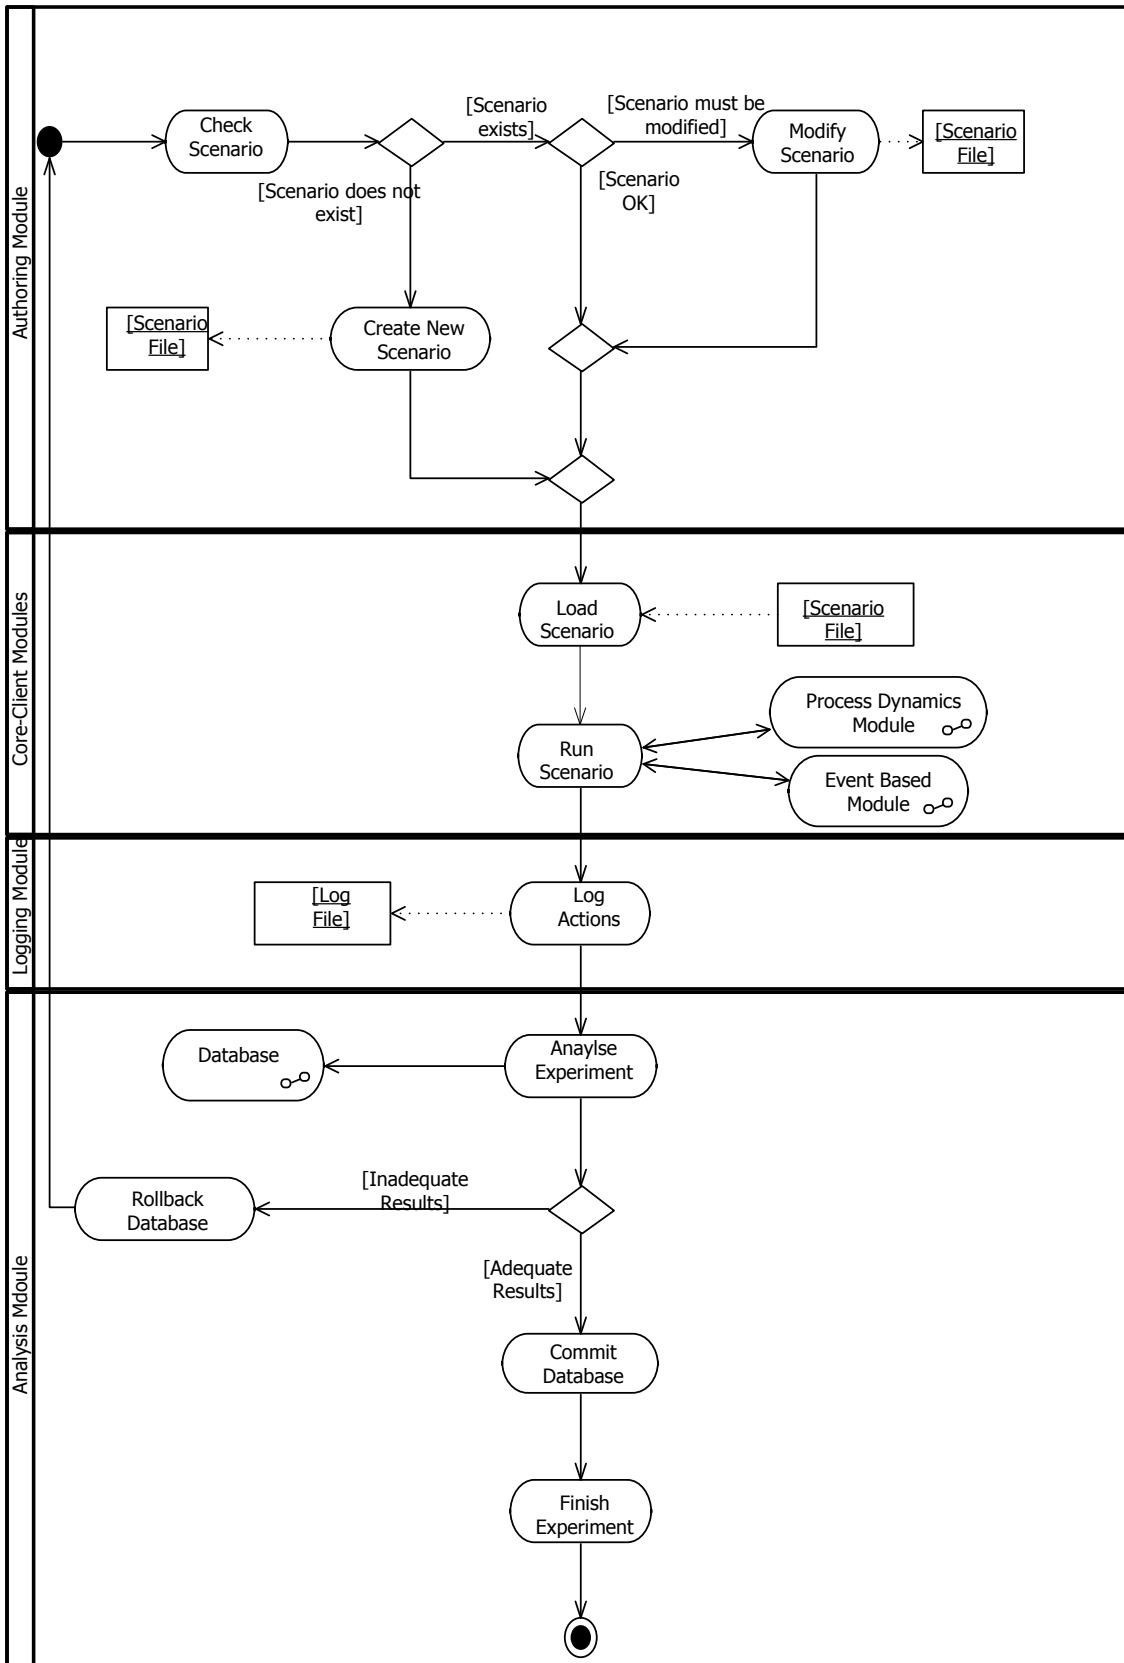 Authoring Module
Check
Scenario
[Scenario
exists]
[Scenario must be
modified]
Modify
Scenario
[Scenario
File]
[Scenario does not
exist]
[Scenario
OK]
[Scenario
File]
Create New
Scenario
Core-Client Modules
Load
Scenario
[Scenario
File]
Process Dynamics
Module
Run
Scenario
Event Based
Module
Logging Module
[Log
File]
Log
Actions
Analysis Mdoule
Database
Anaylse
Experiment
Rollback
Database
[Inadequate
Results]
[Adequate
Results]
Commit
Database
Finish
Experiment